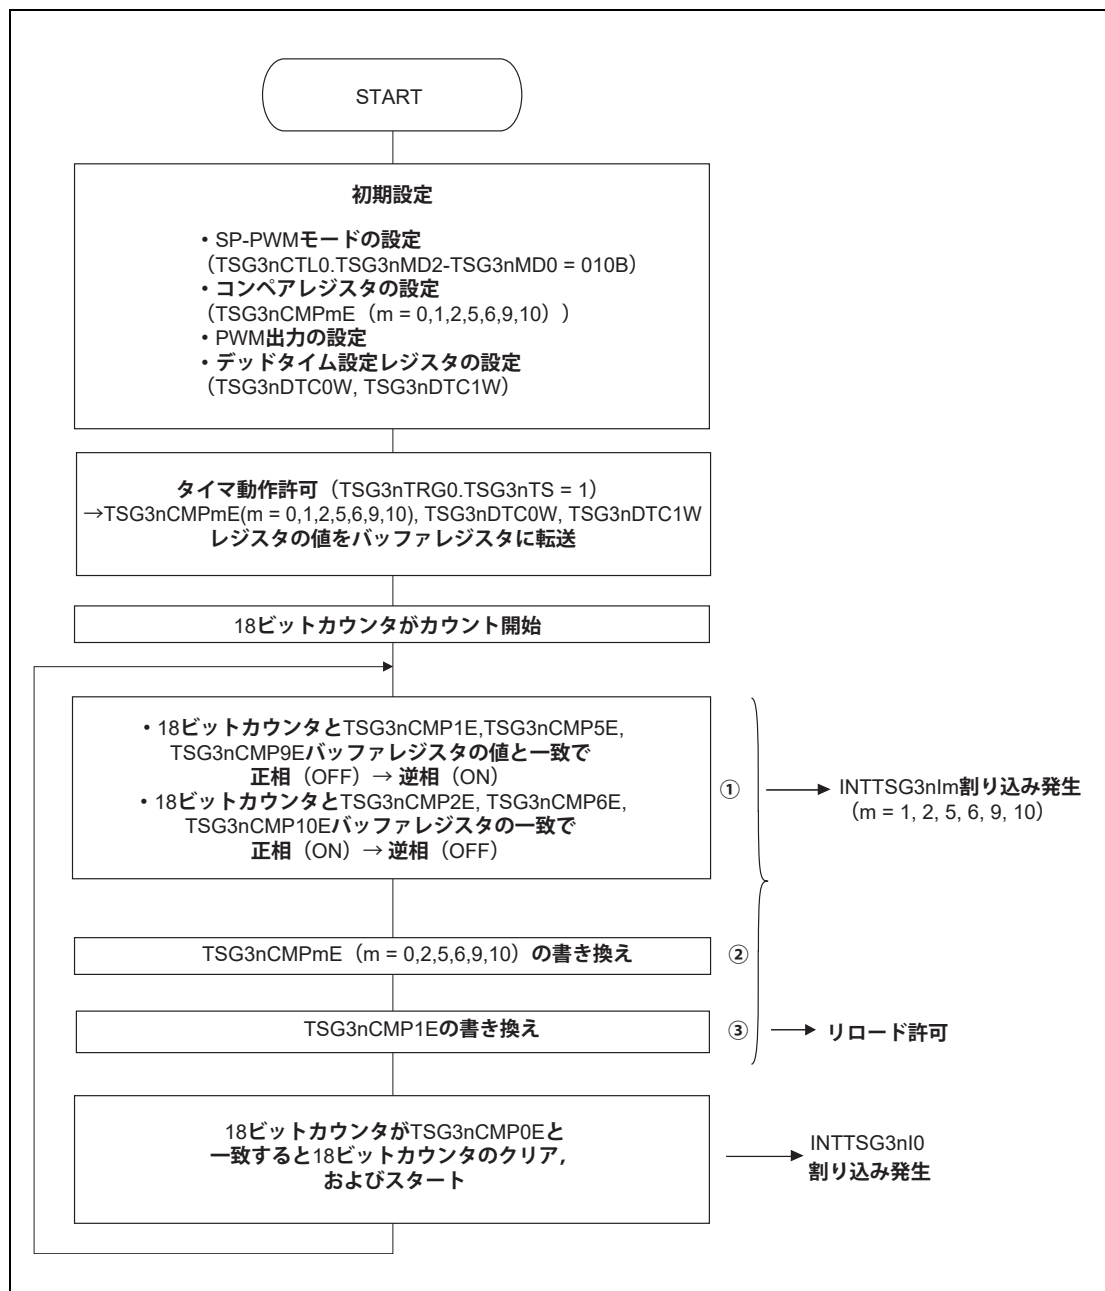 START
初期設定
・SP-PWMモードの設定
（TSG3nCTL0.TSG3nMD2-TSG3nMD0 = 010B）
・コンペアレジスタの設定
（TSG3nCMPmE（m = 0,1,2,5,6,9,10））
・PWM出力の設定
・デッドタイム設定レジスタの設定
（TSG3nDTC0W, TSG3nDTC1W）
タイマ動作許可（TSG3nTRG0.TSG3nTS = 1）
→TSG3nCMPmE(m = 0,1,2,5,6,9,10), TSG3nDTC0W, TSG3nDTC1W
レジスタの値をバッファレジスタに転送
18ビットカウンタがカウント開始
・18ビットカウンタとTSG3nCMP1E,TSG3nCMP5E,
TSG3nCMP9Eバッファレジスタの値と一致で
正相（OFF）→ 逆相（ON）
・18ビットカウンタとTSG3nCMP2E, TSG3nCMP6E,
TSG3nCMP10Eバッファレジスタの一致で
正相（ON）→ 逆相（OFF）
①
INTTSG3nIm割り込み発生
（m = 1, 2, 5, 6, 9, 10）
TSG3nCMPmE（m = 0,2,5,6,9,10）の書き換え
②
TSG3nCMP1Eの書き換え
③
リロード許可
18ビットカウンタがTSG3nCMP0Eと
一致すると18ビットカウンタのクリア,
およびスタート
INTTSG3nI0
割り込み発生